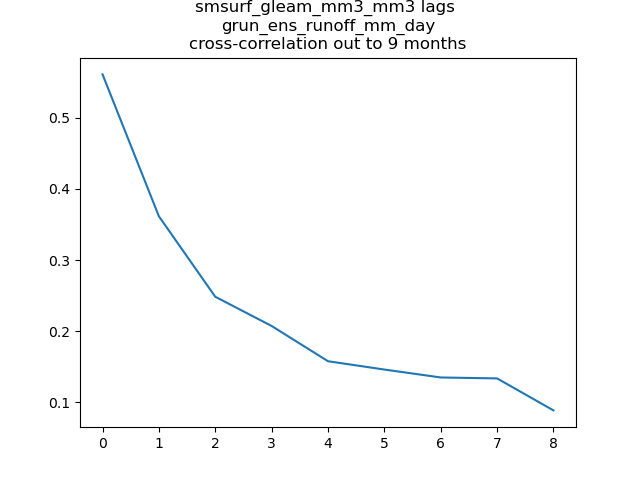 smsurf_gleam_mm3_mm3 lags
grun_ens_runoff_mm_day
cross-correlation out to 9 months
0.5
0.4
0.3
0.2
0.1
0 1 2 3 4 5 6 7 8